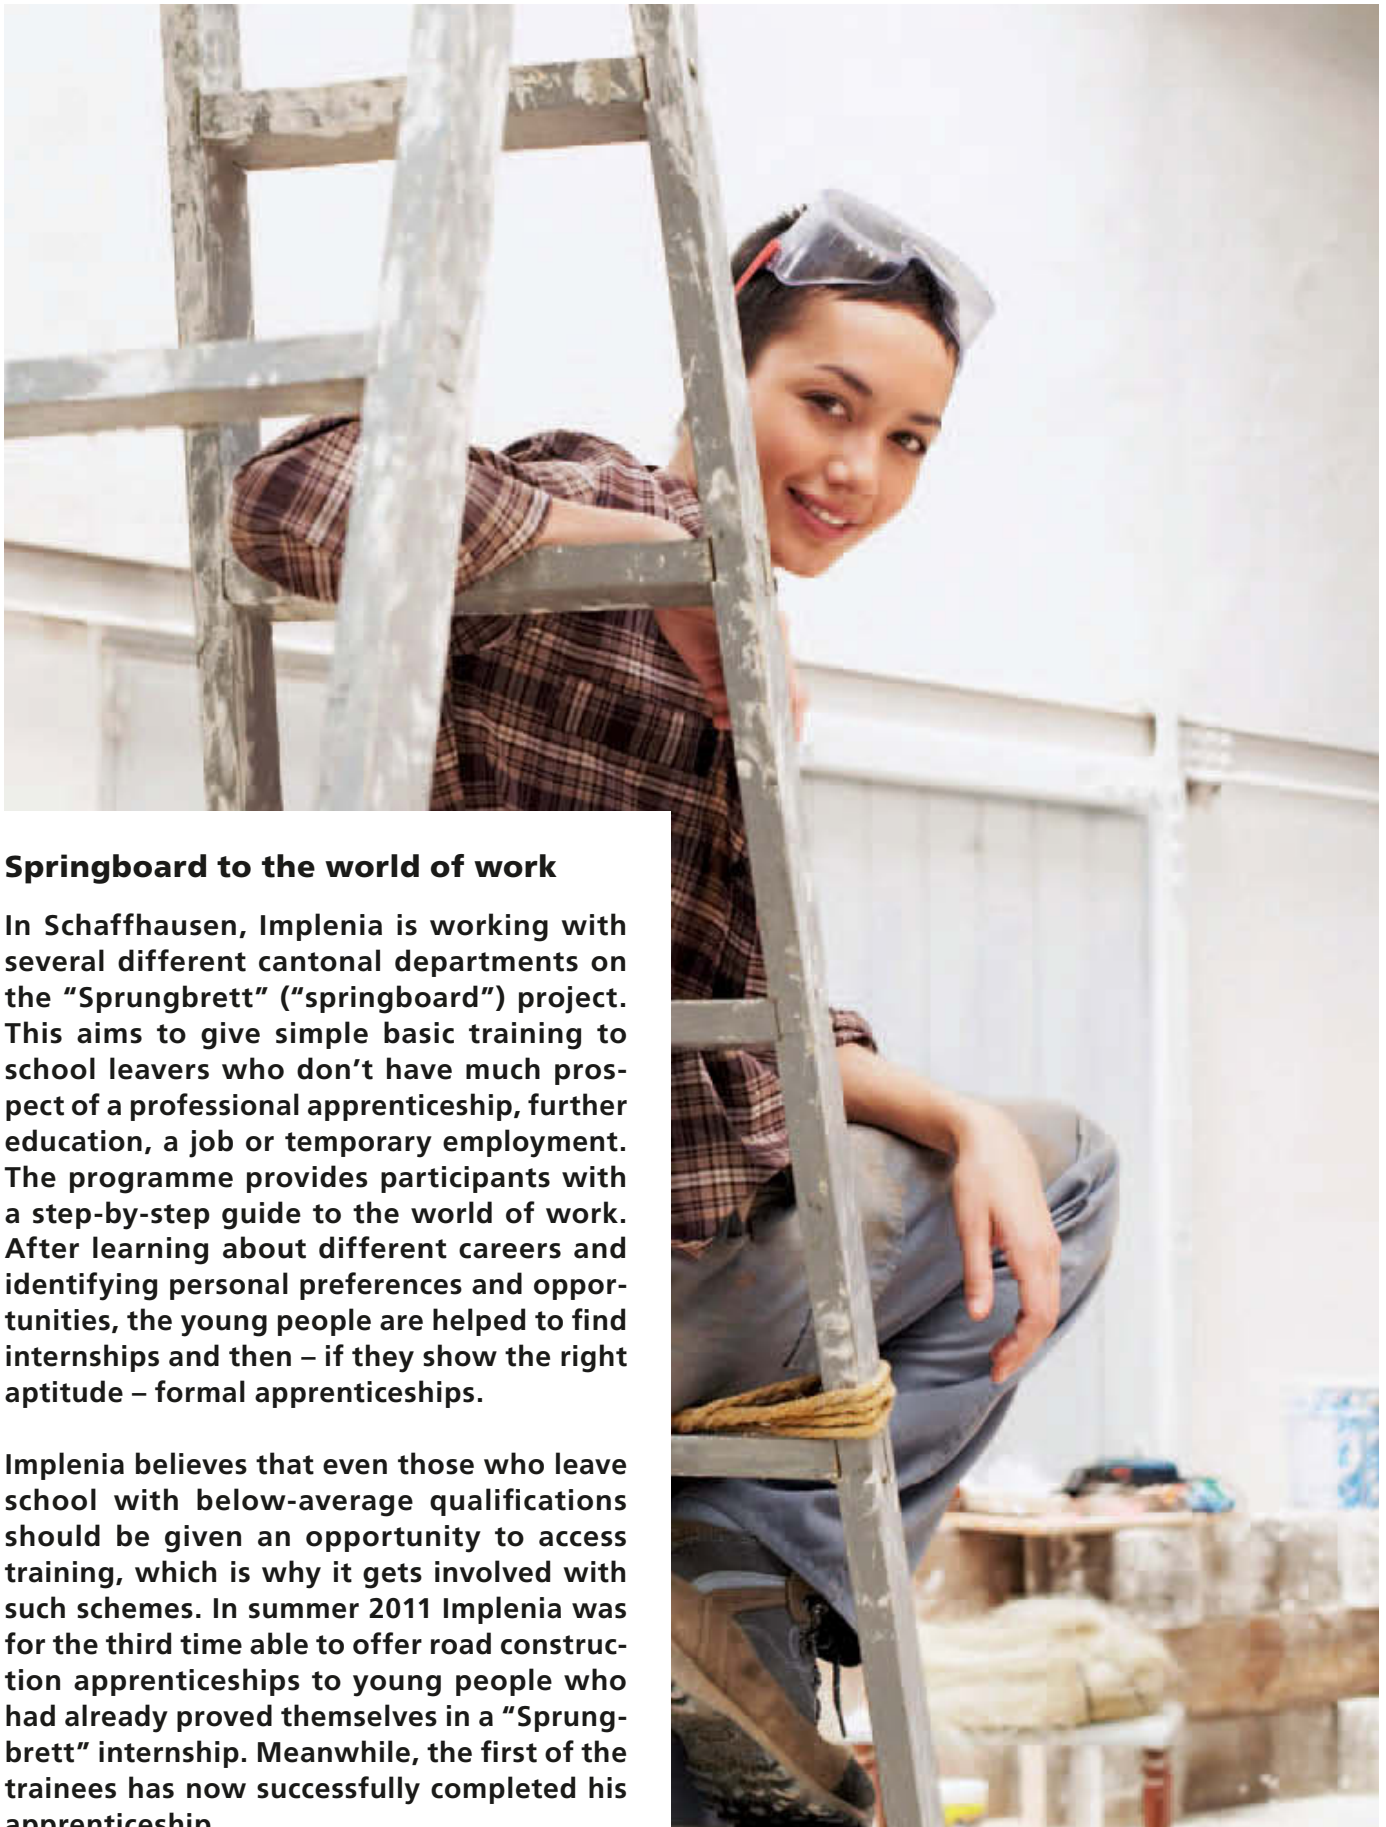 Springboard to the world of work
In Schaffhausen, Implenia is working with
several different cantonal departments on
the “Sprungbrett” (“springboard”) project.
This aims to give simple basic training to
school leavers who don’t have much pros-
pect of a professional apprenticeship, further
education, a job or temporary employment.
The programme provides participants with
a step-by-step guide to the world of work.
After learning about different careers and
identifying personal preferences and oppor-
tunities, the young people are helped to find
internships and then – if they show the right
aptitude – formal apprenticeships.
Implenia believes that even those who leave
school with below-average qualifications
should be given an opportunity to access
training, which is why it gets involved with
such schemes. In summer 2011 Implenia was
for the third time able to offer road construc-
tion apprenticeships to young people who
had already proved themselves in a “Sprung-
brett” internship. Meanwhile, the first of the
trainees has now successfully completed his
apprenticeship.